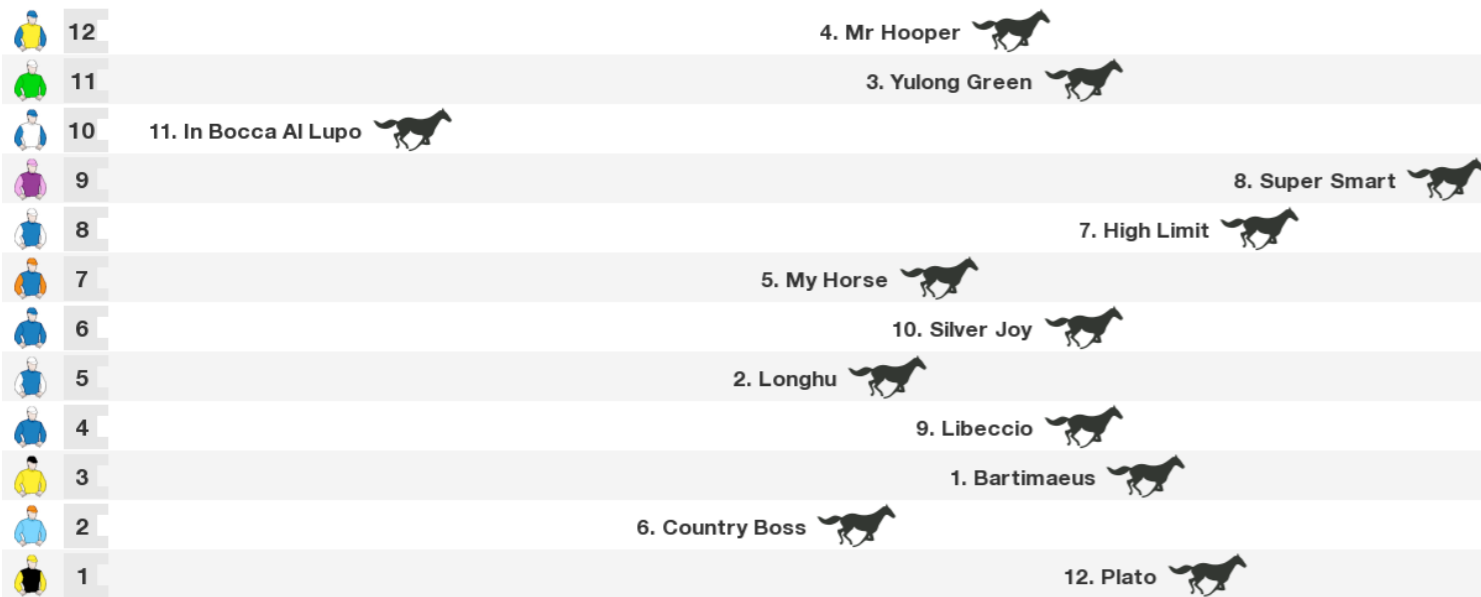 12 4. Mr Hooper
11 3. Yulong Green
10 11. In Bocca Al Lupo
9 8. Super Smart
8 7. High Limit
7 5. My Horse
6 10. Silver Joy
5 2. Longhu
4 9. Libeccio
3 1. Bartimaeus
2 6. Country Boss
1 12. Plato